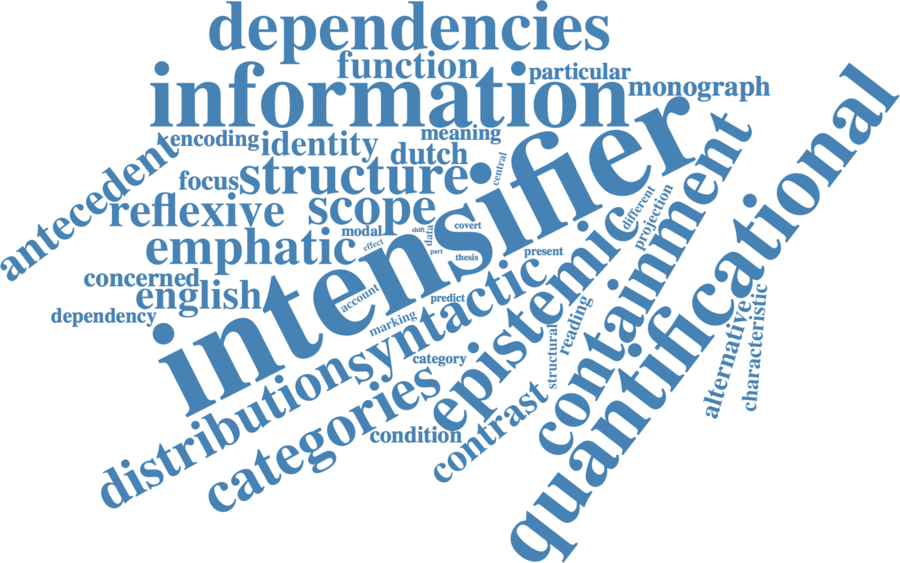 dependencies
function
particular
information
monograph
encoding
identity
meaning
dutch
central
antecedent
focus
structure
intensifier
reflexive
scope
modal
shift
data
covert
different
projection
containment
quantificational
emphatic
effect
part
thesis
present
concerned
english
account
predict
epistemic
dependency
marking
syntactic
category
structural
reading
alternative
characteristic
distribution
categories
condition
contrast